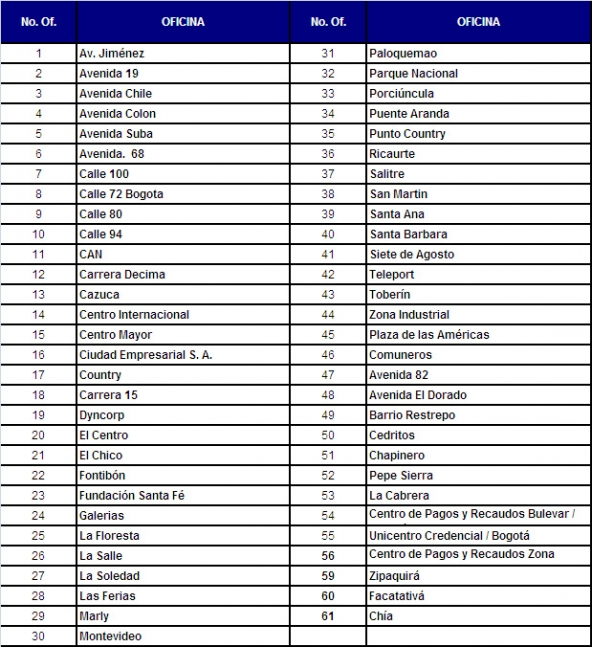 No. Of. OFICINA No. Of. OFICINA
1 Av. Jiménez 31 Paloquemao
2 Avenida 19 32 Parque Nacional
3 Avenida Chile 33 Porciúncula
4 Avenida Colon 34 Puente Aranda
5 Avenida Suba 35 Punto Country
6 Avenida. 68 36 Ricaurte
7 Calle 100 37 Salitre
8 Calle 72 Bogota 38 San Martin
9 Calle 80 39 Santa Ana
10 Calle 94 40 Santa Barbara
11 CAN 41 Siete de Agosto
12 Carrera Decima 42 Teleport
13 Cazuca 43 Toberín
14 Centro Internacional 44 Zona Industrial
15 Centro Mayor 45 Plaza de las Américas
16 Ciudad Empresarial S. A. 46 Comuneros
17 Country 47 Avenida 82
18 Carrera 15 48 Avenida El Dorado
19 Dyncorp 49 Barrio Restrepo
20 El Centro 50 Cedritos
21 El Chico 51 Chapinero
22 Fontibón 52 Pepe Sierra
23 Fundación Santa Fé 53 La Cabrera
24 Galerias 54 Centro de Pagos y Recaudos Bulevar /
25 La Floresta 55 Unicentro Credencial / Bogotá
26 La Salle 56 Centro de Pagos y Recaudos Zona
27 La Soledad 59 Zipaquirá
28 Las Ferias 60 Facatativá
29 Marly 61 Chía
30 Montevideo